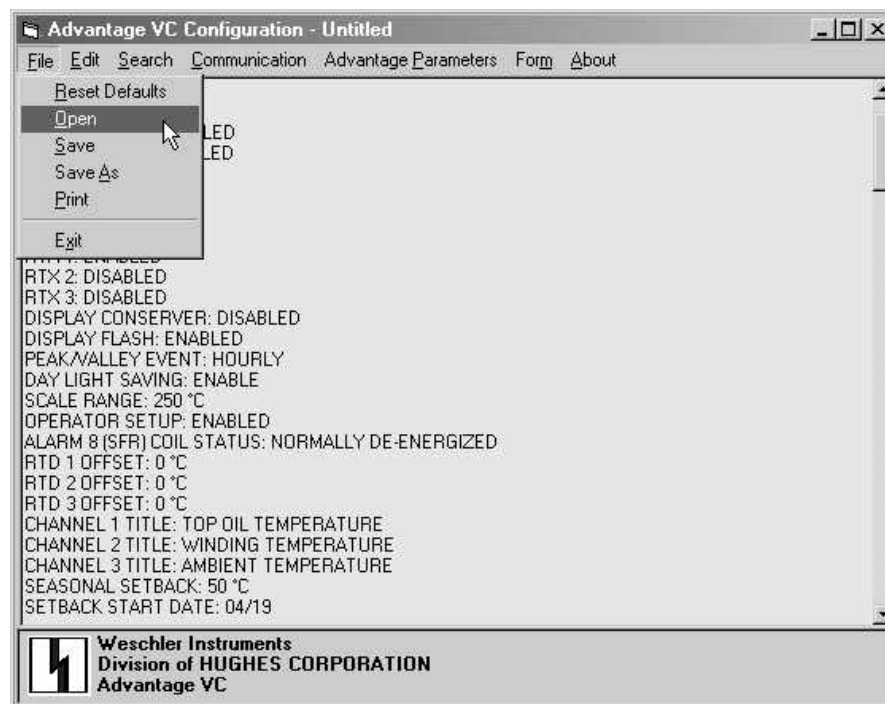 Advantage VC Configuration - Untitled
File Edit Search Communication Advantage Parameters Form About
Reset Defaults
Open
Save
Save As
Print
Exit
LED
LED
RTX 2: DISABLED
RTX 3: DISABLED
DISPLAY CONSERVER: DISABLED
DISPLAY FLASH: ENABLED
PEAK/VALLEY EVENT: HOURLY
DAY LIGHT SAVING: ENABLE
SCALE RANGE: 250 °C
OPERATOR SETUP: ENABLED
ALARM 8 (SFR) COIL STATUS: NORMALLY DE-ENERGIZED
RTD 1 OFFSET: 0 °C
RTD 2 OFFSET: 0 °C
RTD 3 OFFSET: 0 °C
CHANNEL 1 TITLE: TOP OIL TEMPERATURE
CHANNEL 2 TITLE: WINDING TEMPERATURE
CHANNEL 3 TITLE: AMBIENT TEMPERATURE
SEASONAL SETBACK: 50 °C
SETBACK START DATE: 04/19
Weschler Instruments
Division of HUGHES CORPORATION
Advantage VC